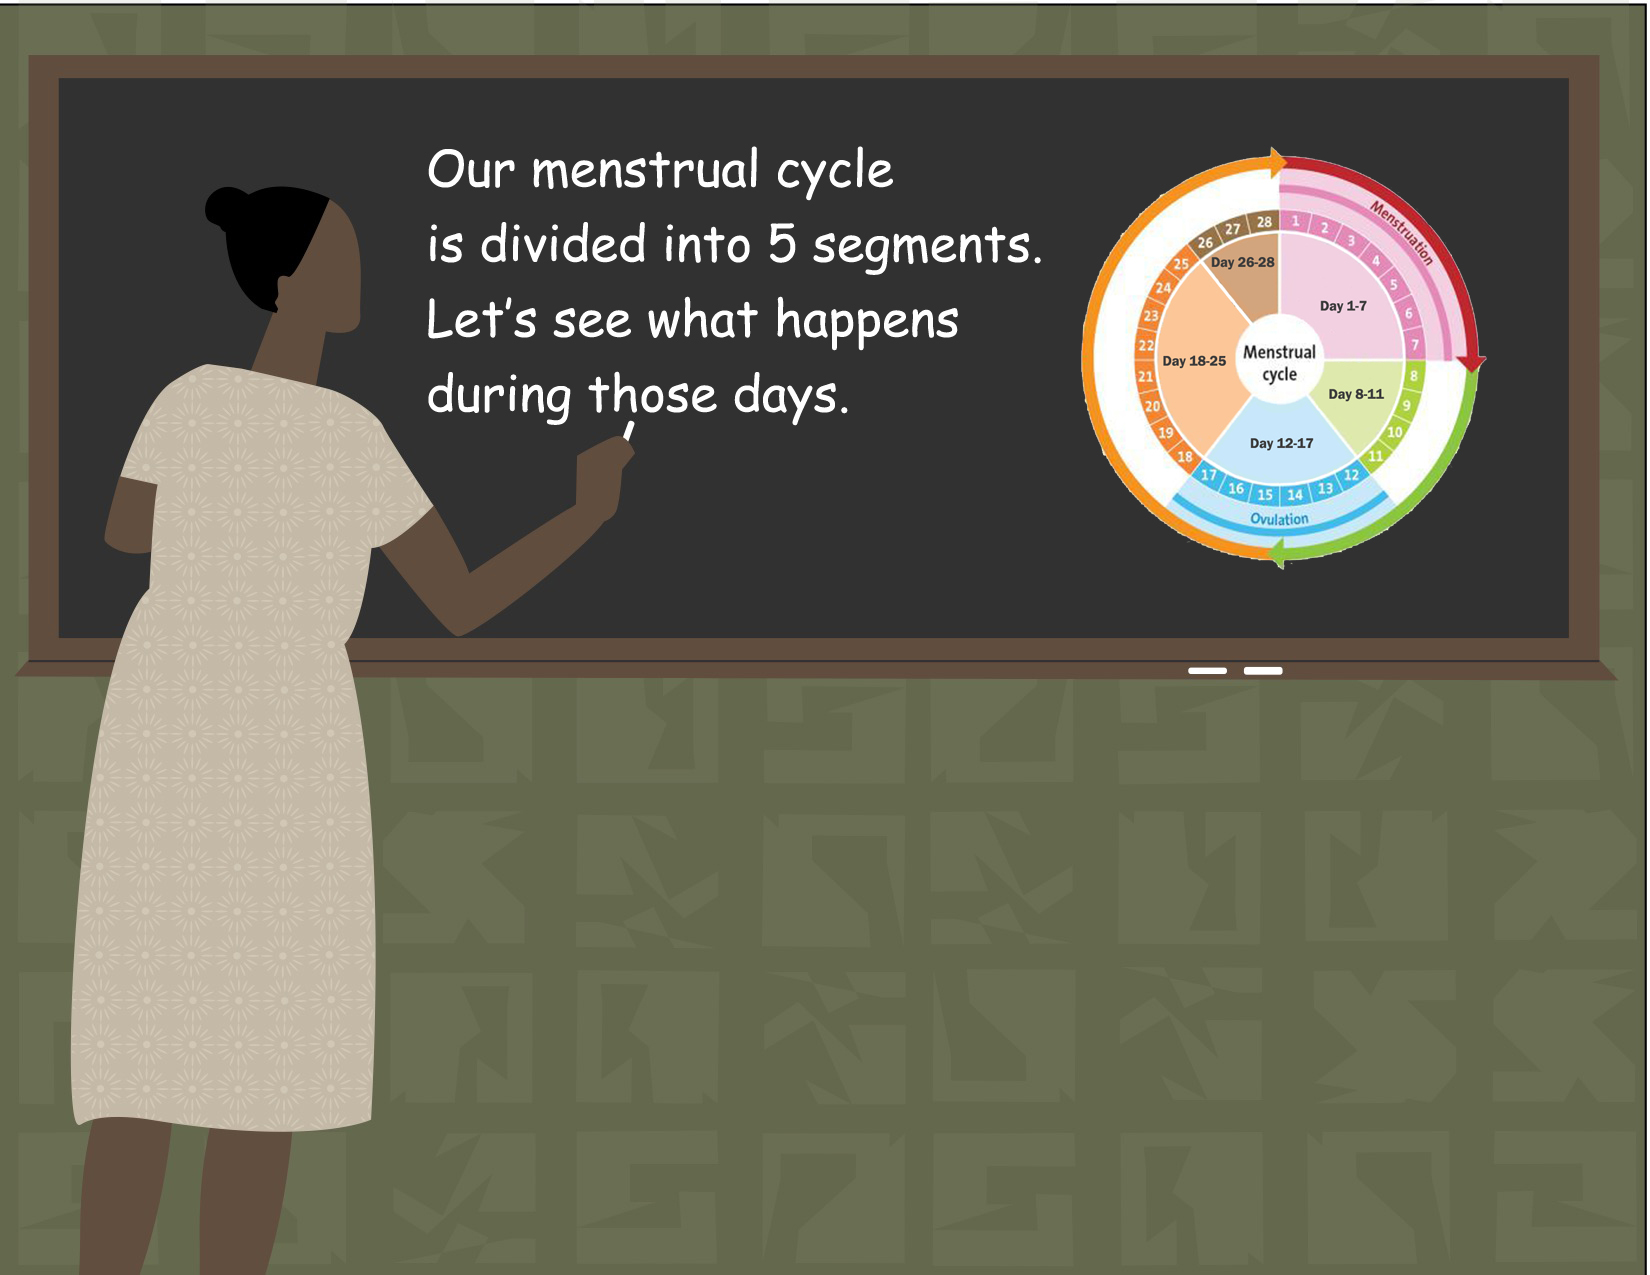 Our menstrual cycle
is divided into 5 segments.
Let's see what happens
during those days.
Menstruation
28
1
2
3
4
5
6
7
8
9
10
11
12
13
14
15
16
17
18
19
20
21
22
23
24
25
26
27
Day 26-28
Day 1-7
Day 18-25
Menstrual
cycle
Day 8-11
Day 12-17
Ovulation